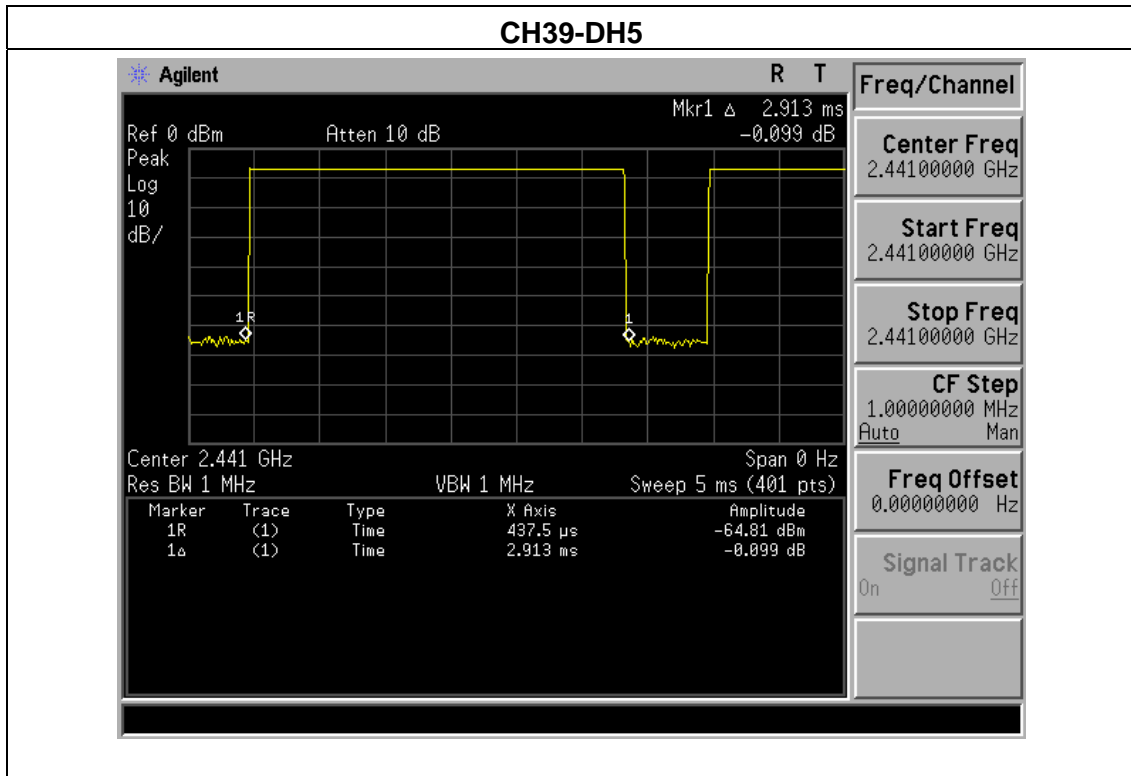 CH39-DH5
Agilent
R T
Mkr1 Δ 2.913 ms
Ref 0 dBm Atten 10 dB -0.099 dB
Peak
Log
10
dB/
1R
1
Center 2.441 GHz Span 0 Hz
Res BW 1 MHz VBW 1 MHz Sweep 5 ms (401 pts)
Marker Trace Type X Axis Amplitude
1R (1) Time 437.5 µs -64.81 dBm
1Δ (1) Time 2.913 ms -0.099 dB
Freq/Channel
Center Freq
2.44100000 GHz
Start Freq
2.44100000 GHz
Stop Freq
2.44100000 GHz
CF Step
1.00000000 MHz
Auto Man
Freq Offset
0.00000000 Hz
Signal Track
On Off